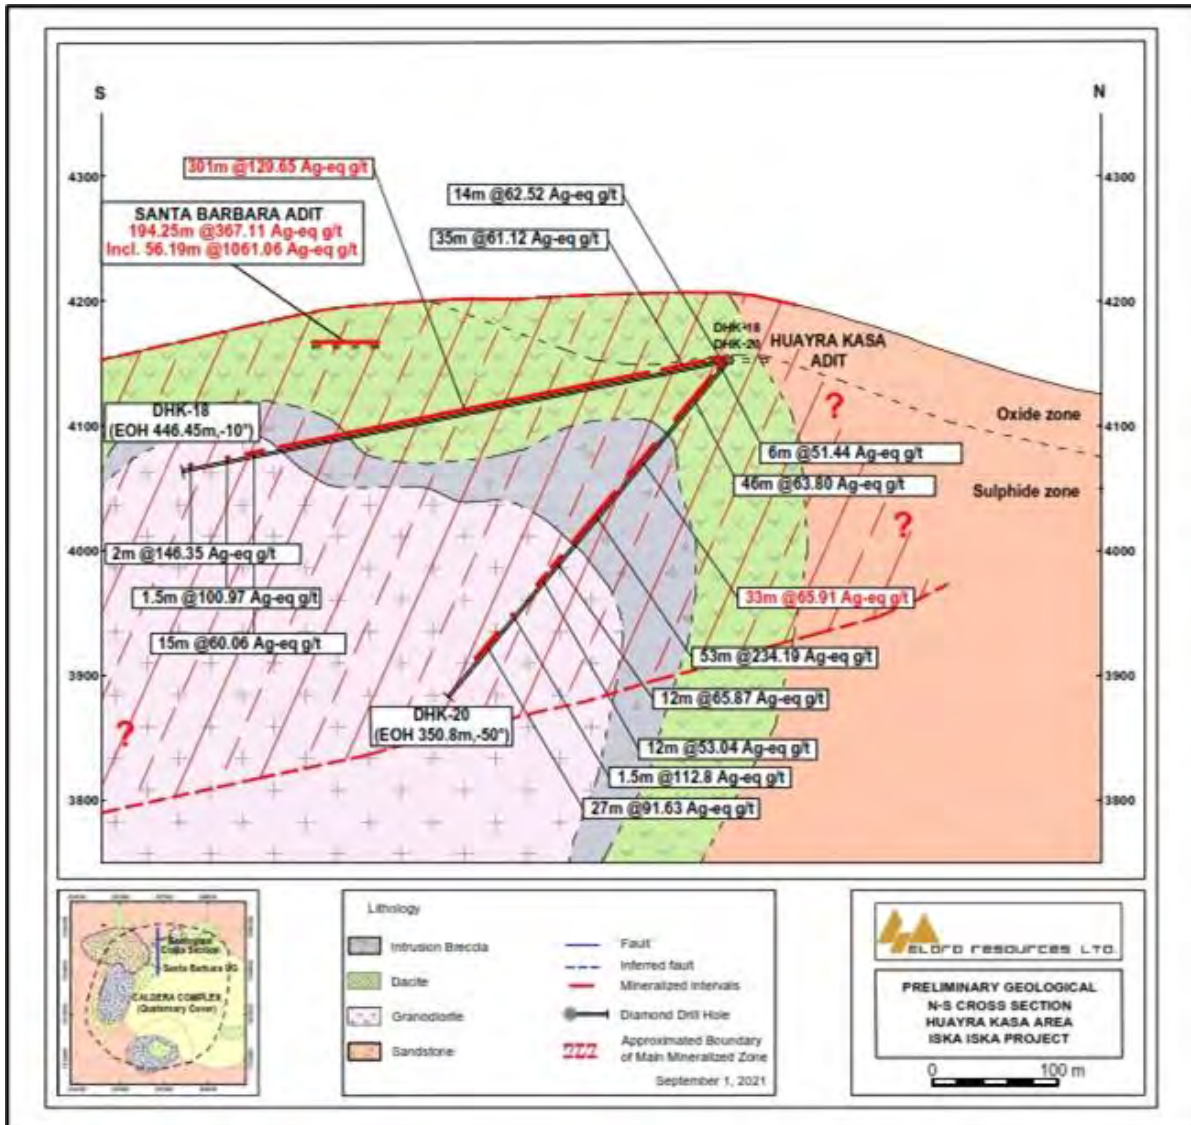 S
N
4300
4300
4200
4200
4100
4100
4000
4000
3900
3900
3800
3800
301m @129.65 Ag-eq g/t
SANTA BARBARA ADIT
194.25m @367.11 Ag-eq g/t
Incl. 56.19m @1061.06 Ag-eq g/t
14m @62.52 Ag-eq g/t
35m @61.12 Ag-eq g/t
DHK-18
DHK-20
HUAYRA KASA
ADIT
?
Oxide zone
Sulphide zone
?
DHK-18
(EOH 446.45m,-10°)
6m @51.44 Ag-eq g/t
46m @63.80 Ag-eq g/t
2m @146.35 Ag-eq g/t
1.5m @100.97 Ag-eq g/t
15m @60.06 Ag-eq g/t
33m @65.91 Ag-eq g/t
53m @234.19 Ag-eq g/t
12m @65.87 Ag-eq g/t
?
DHK-20
(EOH 350.8m,-50°)
12m @53.04 Ag-eq g/t
1.5m @112.8 Ag-eq g/t
27m @91.63 Ag-eq g/t
Cross Section
Santa Barbara UG
CALDERA COMPLEX
(Quaternary Cover)
Lithology
Intrusion Breccia
Dacite
Granodiorite
Sandstone
Fault
Inferred fault
Mineralized Intervals
Diamond Drill Hole
Approximated Boundary
of Main Mineralized Zone
September 1, 2021
ELORO RESOURCES LTD.
PRELIMINARY GEOLOGICAL
N-S CROSS SECTION
HUAYRA KASA AREA
ISKA ISKA PROJECT
0 100 m